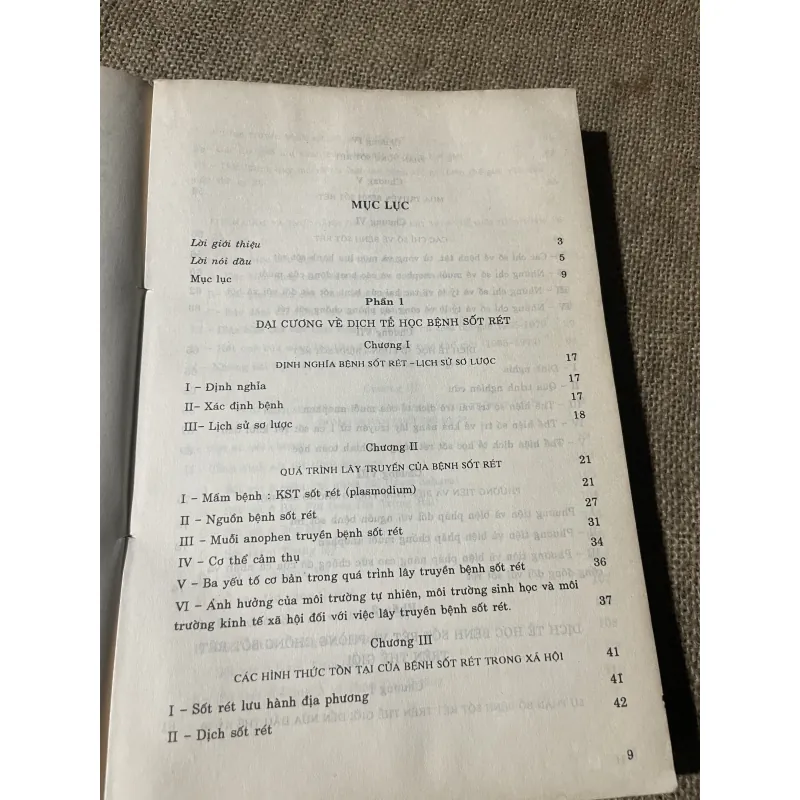 MỤC LỤC
Lời giới thiệu 3
Lời nói đầu 5
Mục lục 9
Phần 1
ĐẠI CƯƠNG VỀ DỊCH TỄ HỌC BỆNH SỐT RÉT
Chương I
ĐỊNH NGHĨA BỆNH SỐT RÉT – LỊCH SỬ SƠ LƯỢC 17
I – Định nghĩa 17
II– Xác định bệnh 17
III– Lịch sử sơ lược 18
Chương II
QUÁ TRÌNH LÂY TRUYỀN CỦA BỆNH SỐT RÉT 21
I – Mầm bệnh : KST sốt rét (plasmodium) 21
II – Nguồn bệnh sốt rét 27
III – Muỗi anophen truyền bệnh sốt rét 31
IV – Cơ thể cảm thụ 34
V – Ba yếu tố cơ bản trong quá trình lây truyền bệnh sốt rét 36
VI – Ảnh hưởng của môi trường tự nhiên, môi trường sinh học và môi
trường kinh tế xã hội đối với việc lây truyền bệnh sốt rét. 37
Chương III
CÁC HÌNH THỨC TỒN TẠI CỦA BỆNH SỐT RÉT TRONG XÃ HỘI 41
I – Sốt rét lưu hành địa phương 41
II – Dịch sốt rét 42
9